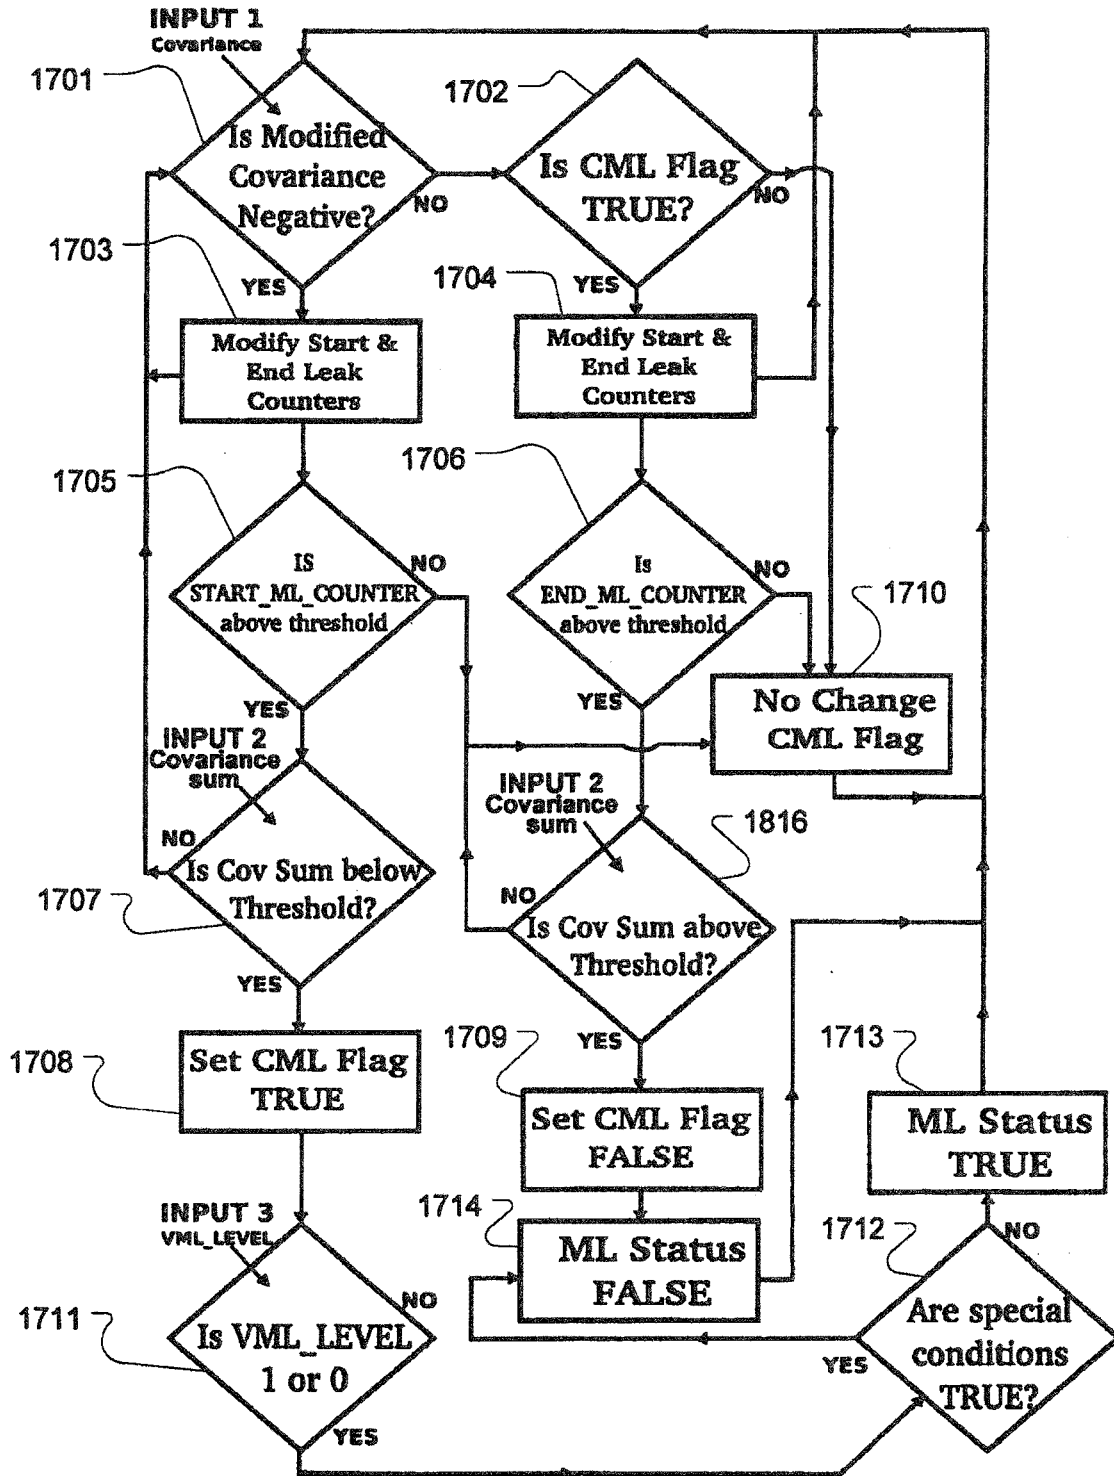 INPUT 1
Covariance
1701
1702
Is Modified
Covariance
Negative?
NO
YES
Is CML Flag
TRUE?
NO
YES
1703
1704
Modify Start &
End Leak
Counters
Modify Start &
End Leak
Counters
1705
1706
IS
START_ML_COUNTER
above threshold
NO
YES
Is
END_ML_COUNTER
above threshold
NO
YES
1710
No Change
CML Flag
INPUT 2
Covariance
sum
NO
Is Cov Sum below
Threshold?
1707
YES
INPUT 2
Covariance
sum
1816
NO
Is Cov Sum above
Threshold?
YES
1708
Set CML Flag
TRUE
1709
Set CML Flag
FALSE
1713
ML Status
TRUE
INPUT 3
VML_LEVEL
1711
NO
Is VML_LEVEL
1 or 0
YES
1714
ML Status
FALSE
1712
NO
Are special
conditions
TRUE?
YES